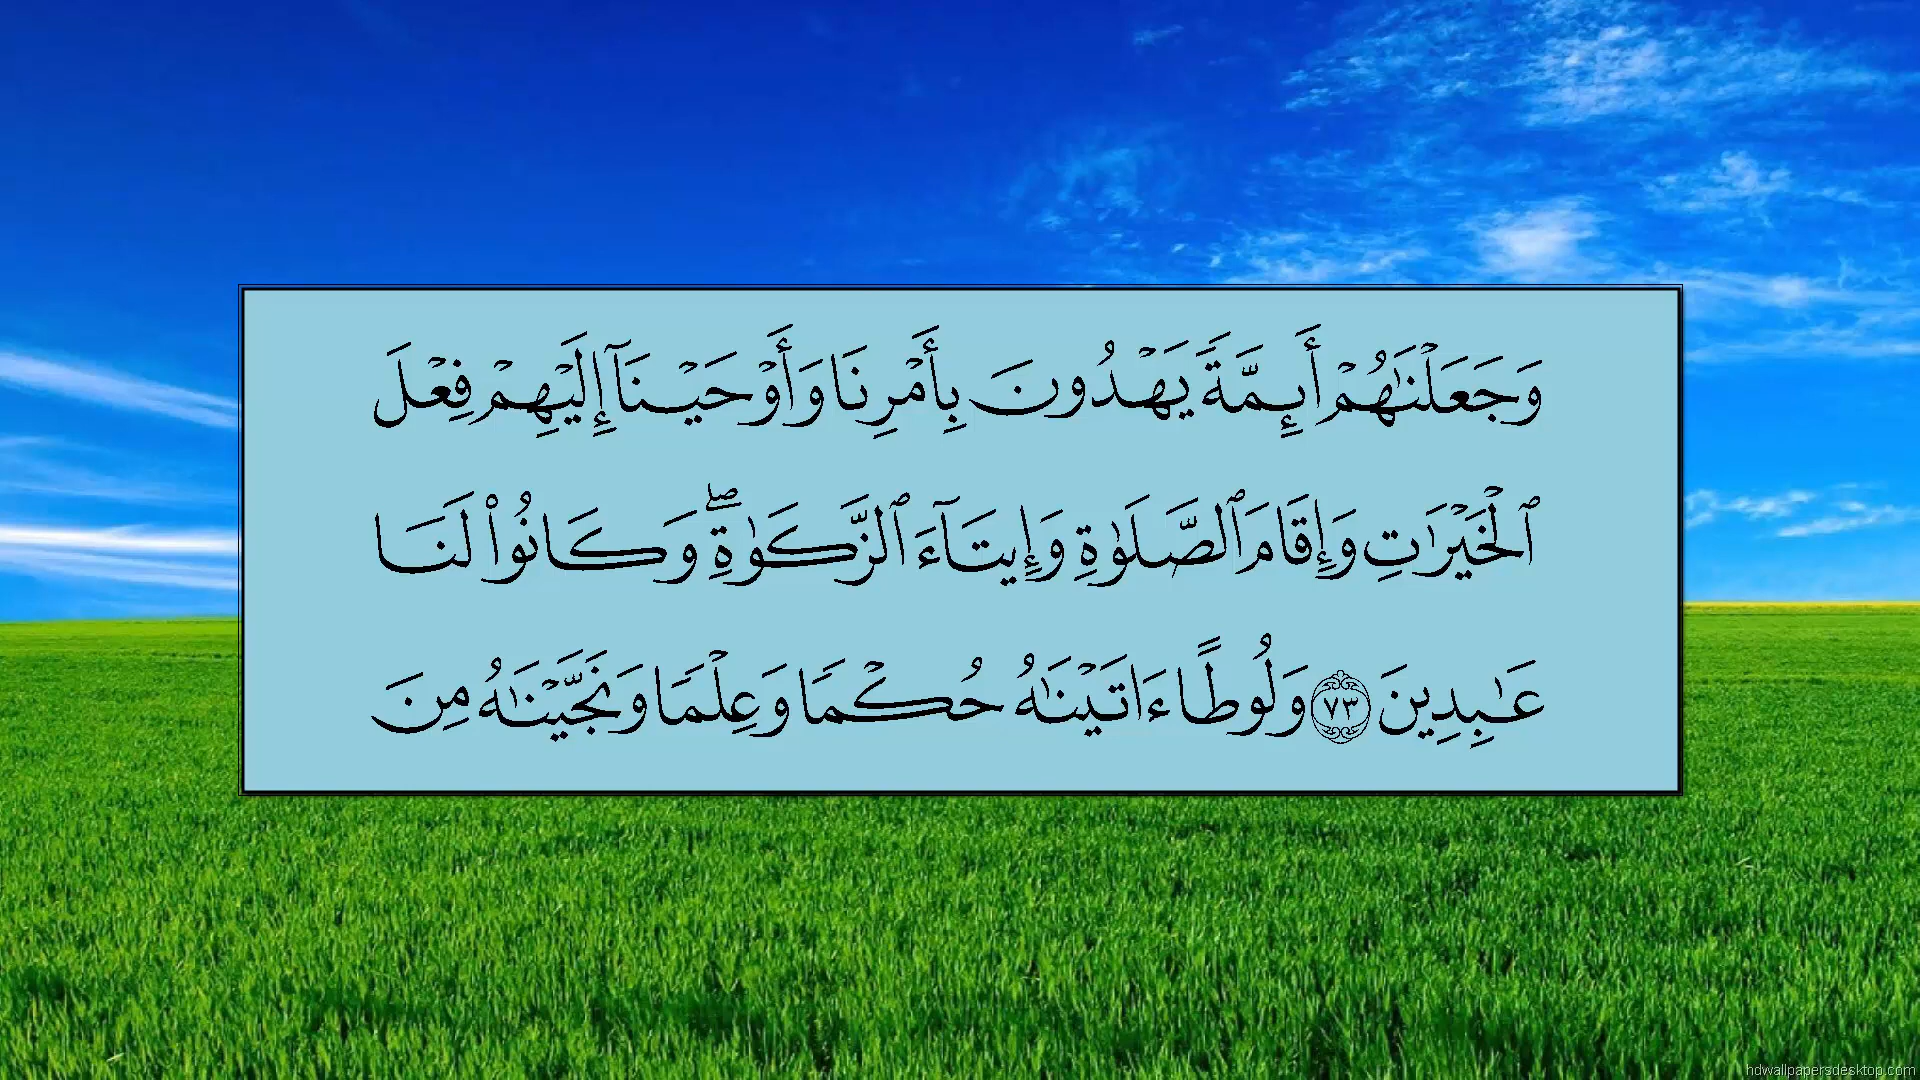 وَجَعَلْنَٰهُمْ أَئِمَّةً يَهْدُونَ بِأَمْرِنَا وَأَوْحَيْنَآ إِلَيْهِمْ فِعْلَ
ٱلْخَيْرَٰتِ وَإِقَامَ ٱلصَّلَوٰةِ وَإِيتَآءَ ٱلزَّكَوٰةِ ۖ وَكَانُوا۟ لَنَا
عَٰبِدِينَ ٧٣ وَلُوطًا ءَاتَيْنَٰهُ حُكْمًا وَعِلْمًا وَنَجَّيْنَٰهُ مِنَ
hdwallpapersdesktop.com